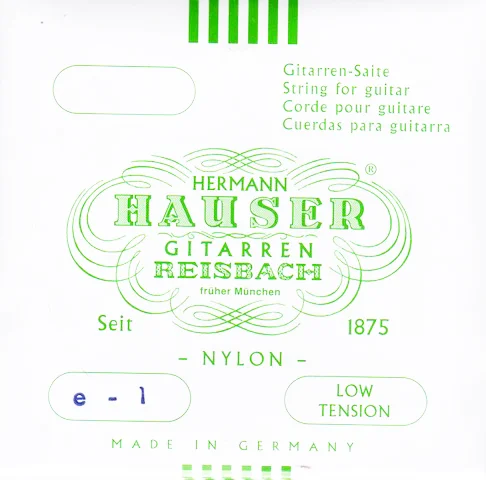 Gitarren-Saite
String for guitar
Corde pour guitare
Cuerdas para guitarra
HERMANN ®
HAUSER
GITARREN
REISBACH
früher München
Seit 1875
- NYLON -
e - 1
LOW
TENSION
MADE IN GERMANY